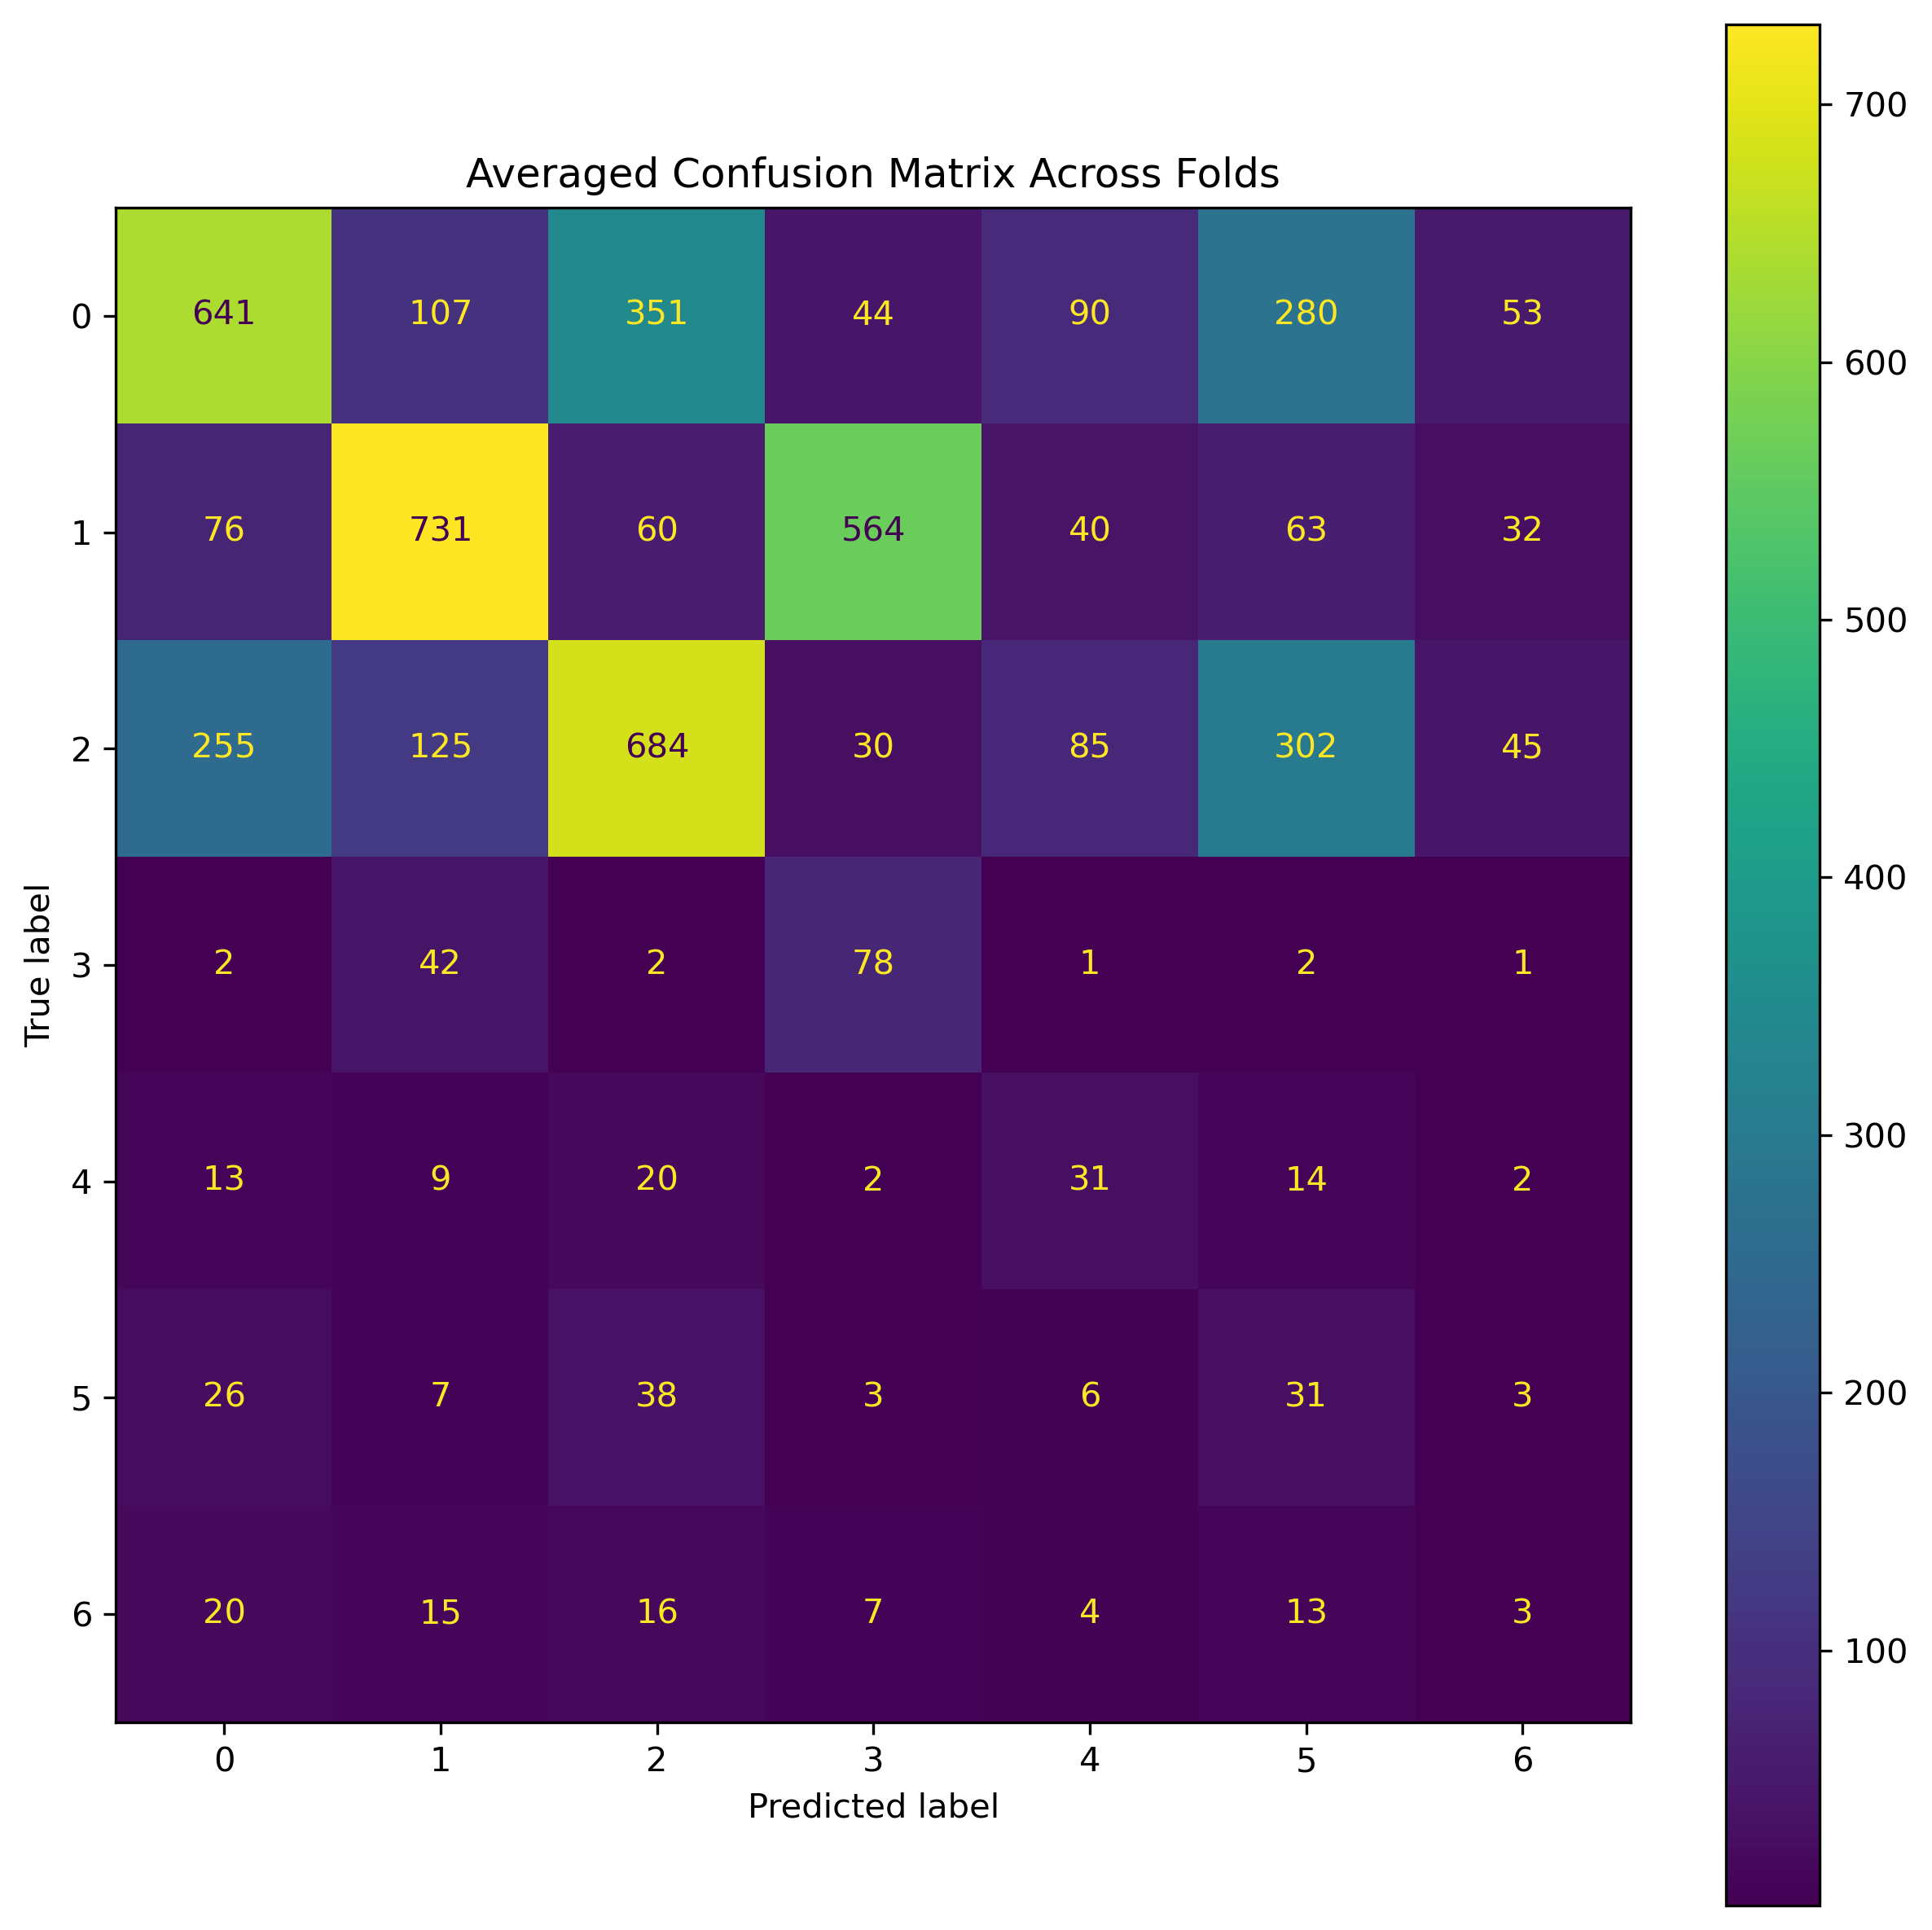 Averaged Confusion Matrix Across Folds
True label
0 641 107 351 44 90 280 53
1 76 731 60 564 40 63 32
2 255 125 684 30 85 302 45
3 2 42 2 78 1 2 1
4 13 9 20 2 31 14 2
5 26 7 38 3 6 31 3
6 20 15 16 7 4 13 3
0 1 2 3 4 5 6
Predicted label
700
600
500
400
300
200
100